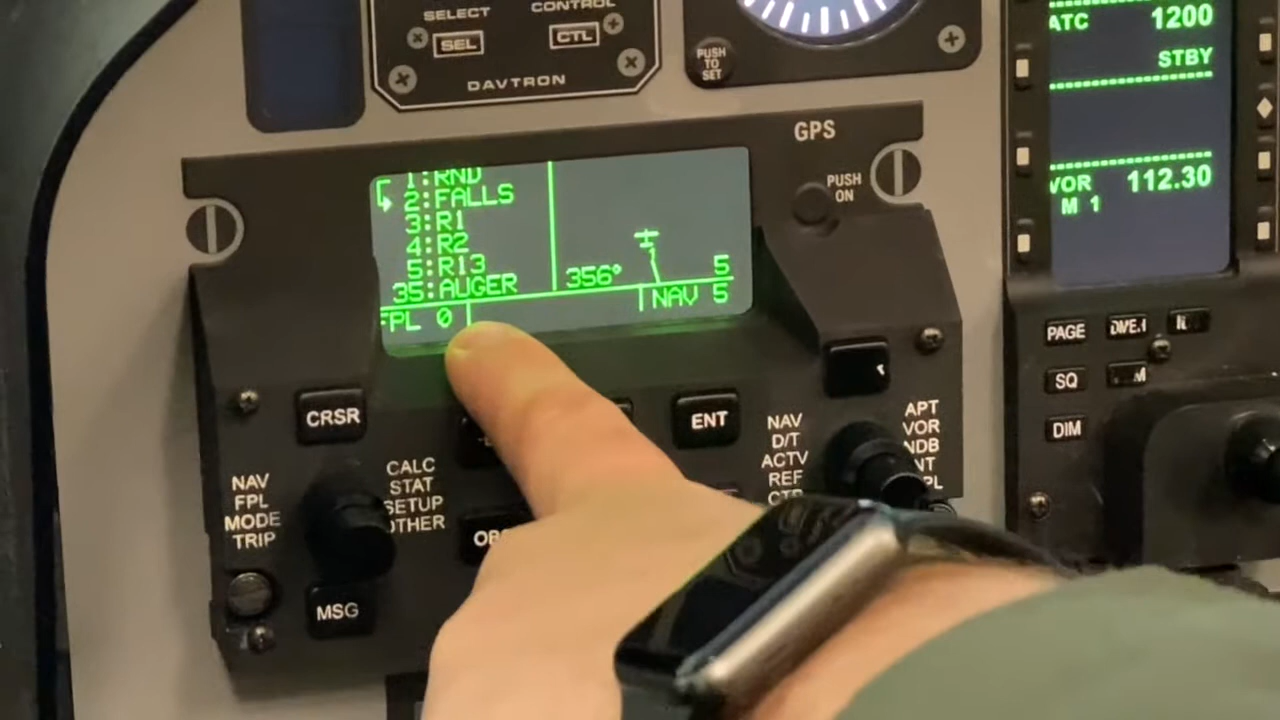 SELECT
SEL
CONTROL
CTL
DAVTRON
PUSH
TO
SET
ATC 1200
STBY
VOR 112.30
M 1
GPS
PUSH
ON
1:RND
2:FALLS
3:R1
4:R2
5:R13
35:AUGER
356°
5
FPL 0
NAV 5
CRSR
ENT
NAV
FPL
MODE
TRIP
CALC
STAT
SETUP
OTHER
MSG
NAV
D/T
ACTV
REF
APT
VOR
NDB
PAGE
SQ
DIM